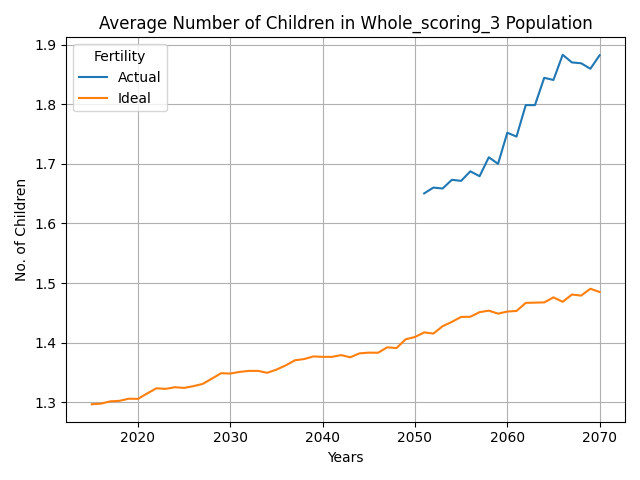 Average Number of Children in Whole_scoring_3 Population
1.9
1.8
1.7
1.6
1.5
1.4
1.3
No. of Children
Fertility
Actual
Ideal
2020 2030 2040 2050 2060 2070
Years